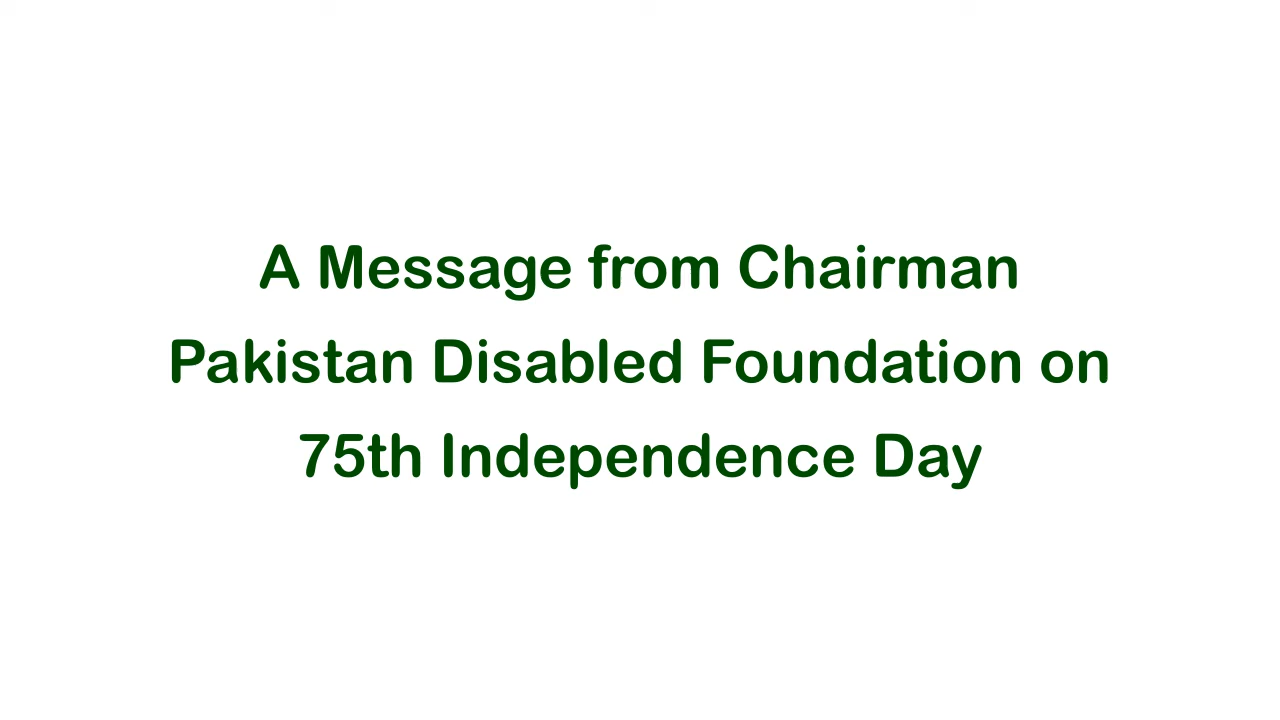 A Message from Chairman
Pakistan Disabled Foundation on
75th Independence Day